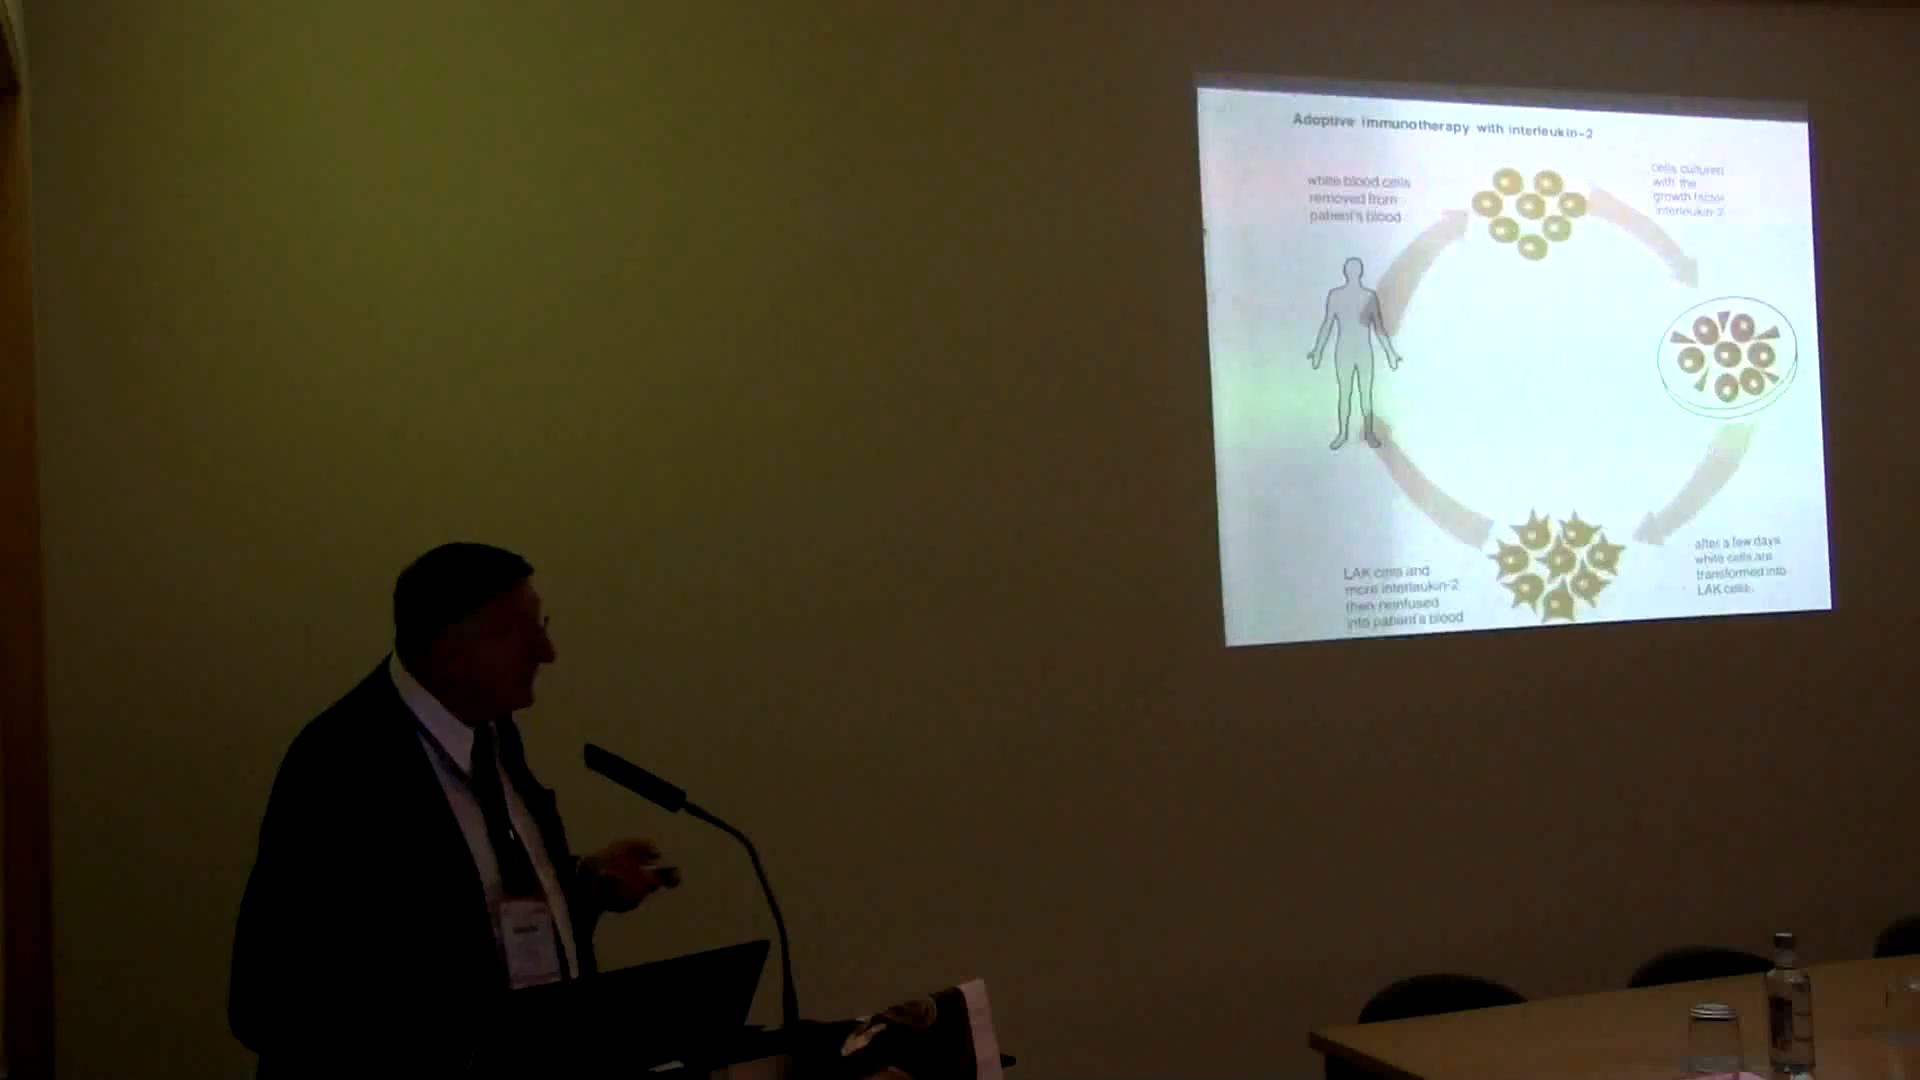 Adoptive immunotherapy with interleukin-2
white blood cells
removed from
patient's blood
cells cultured
with the
growth factor
interleukin-2
after a few days
white cells are
transformed into
LAK cells.
LAK cells and
more interleukin-2
then reinfused
into patient's blood